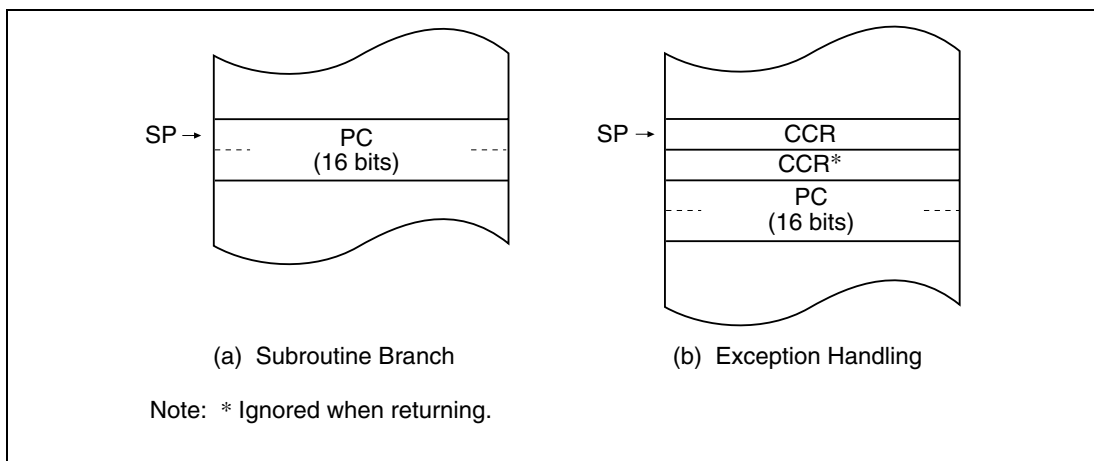 SP
PC
(16 bits)
(a) Subroutine Branch
SP
CCR
CCR*
PC
(16 bits)
(b) Exception Handling
Note: * Ignored when returning.